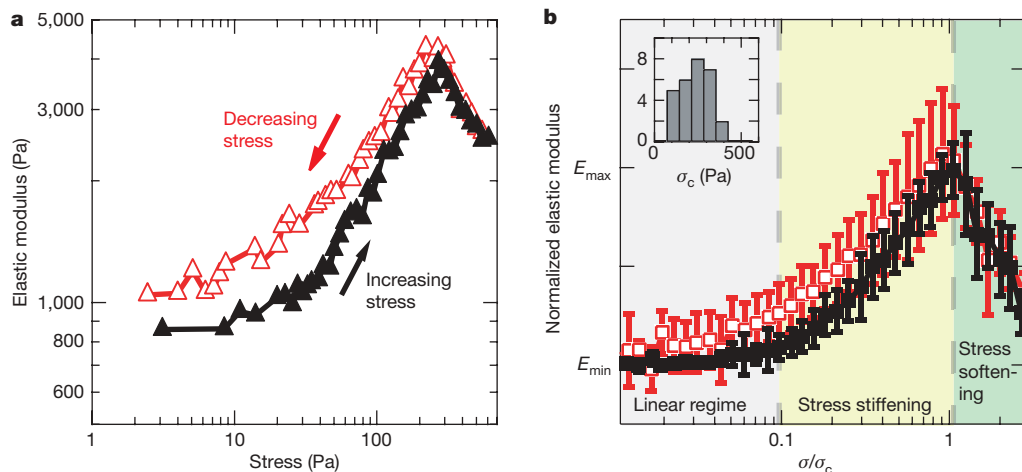 a
5,000
3,000
1,000
800
600
Elastic modulus (Pa)
Decreasing
stress
Increasing
stress
1
10
100
Stress (Pa)
b
Normalized elastic modulus
Emax
Emin
8
6
4
2
0
0
500
σc (Pa)
Linear regime
Stress stiffening
Stress
soften-
ing
0.1
1
σ/σc